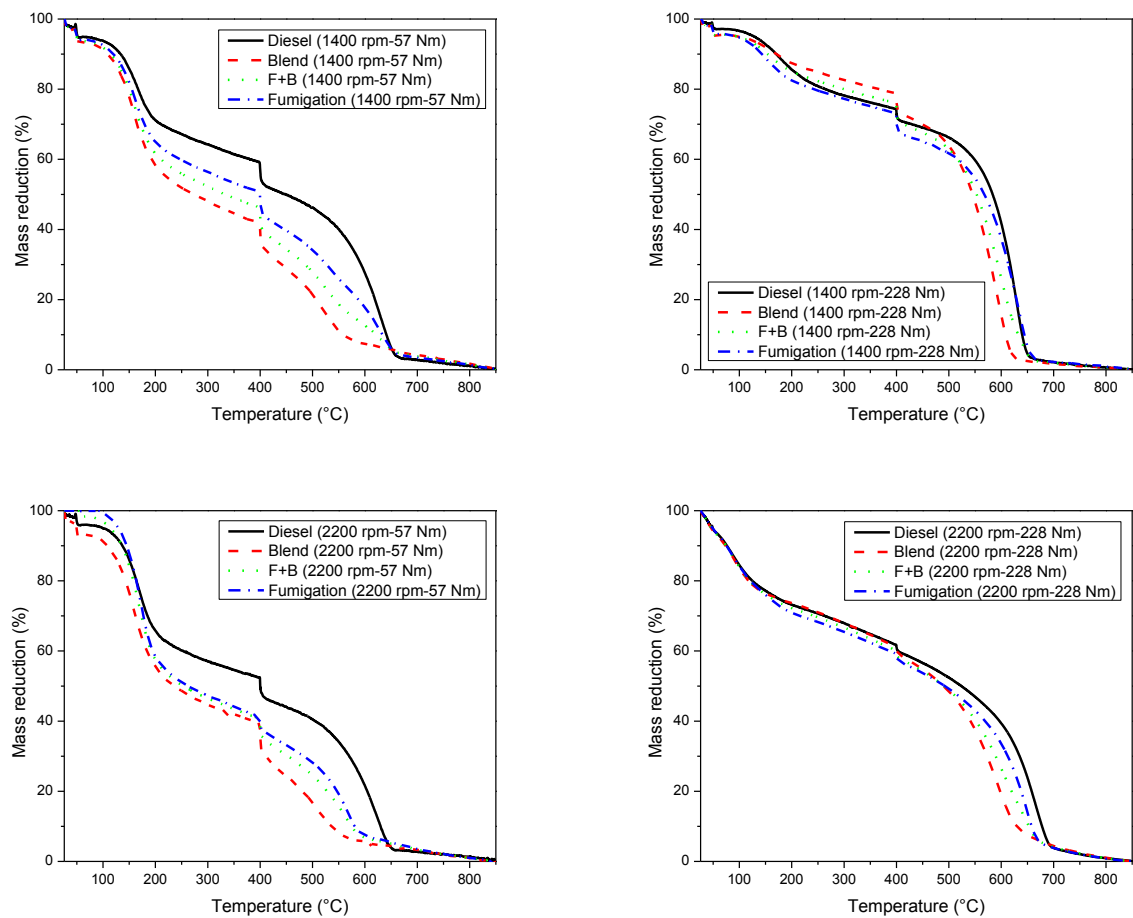 100
80
60
40
20
0
Mass reduction (%)
Diesel (1400 rpm-57 Nm)
Blend (1400 rpm-57 Nm)
F+B (1400 rpm-57 Nm)
Fumigation (1400 rpm-57 Nm)
100 200 300 400 500 600 700 800
Temperature (°C)
100
80
60
40
20
0
Mass reduction (%)
Diesel (1400 rpm-228 Nm)
Blend (1400 rpm-228 Nm)
F+B (1400 rpm-228 Nm)
Fumigation (1400 rpm-228 Nm)
100 200 300 400 500 600 700 800
Temperature (°C)
100
80
60
40
20
0
Mass reduction (%)
Diesel (2200 rpm-57 Nm)
Blend (2200 rpm-57 Nm)
F+B (2200 rpm-57 Nm)
Fumigation (2200 rpm-57 Nm)
100 200 300 400 500 600 700 800
Temperature (°C)
100
80
60
40
20
0
Mass reduction (%)
Diesel (2200 rpm-228 Nm)
Blend (2200 rpm-228 Nm)
F+B (2200 rpm-228 Nm)
Fumigation (2200 rpm-228 Nm)
100 200 300 400 500 600 700 800
Temperature (°C)